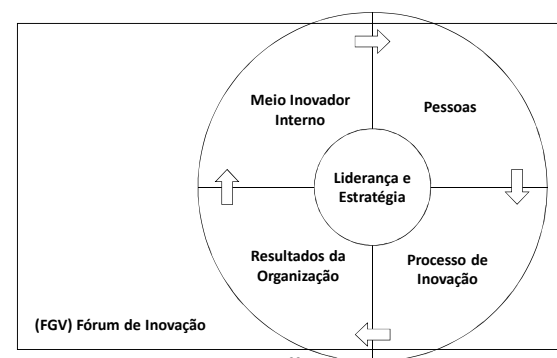 Meio Inovador
Interno
Pessoas
Liderança e
Estratégia
Resultados da
Organização
Processo de
Inovação
(FGV) Fórum de Inovação